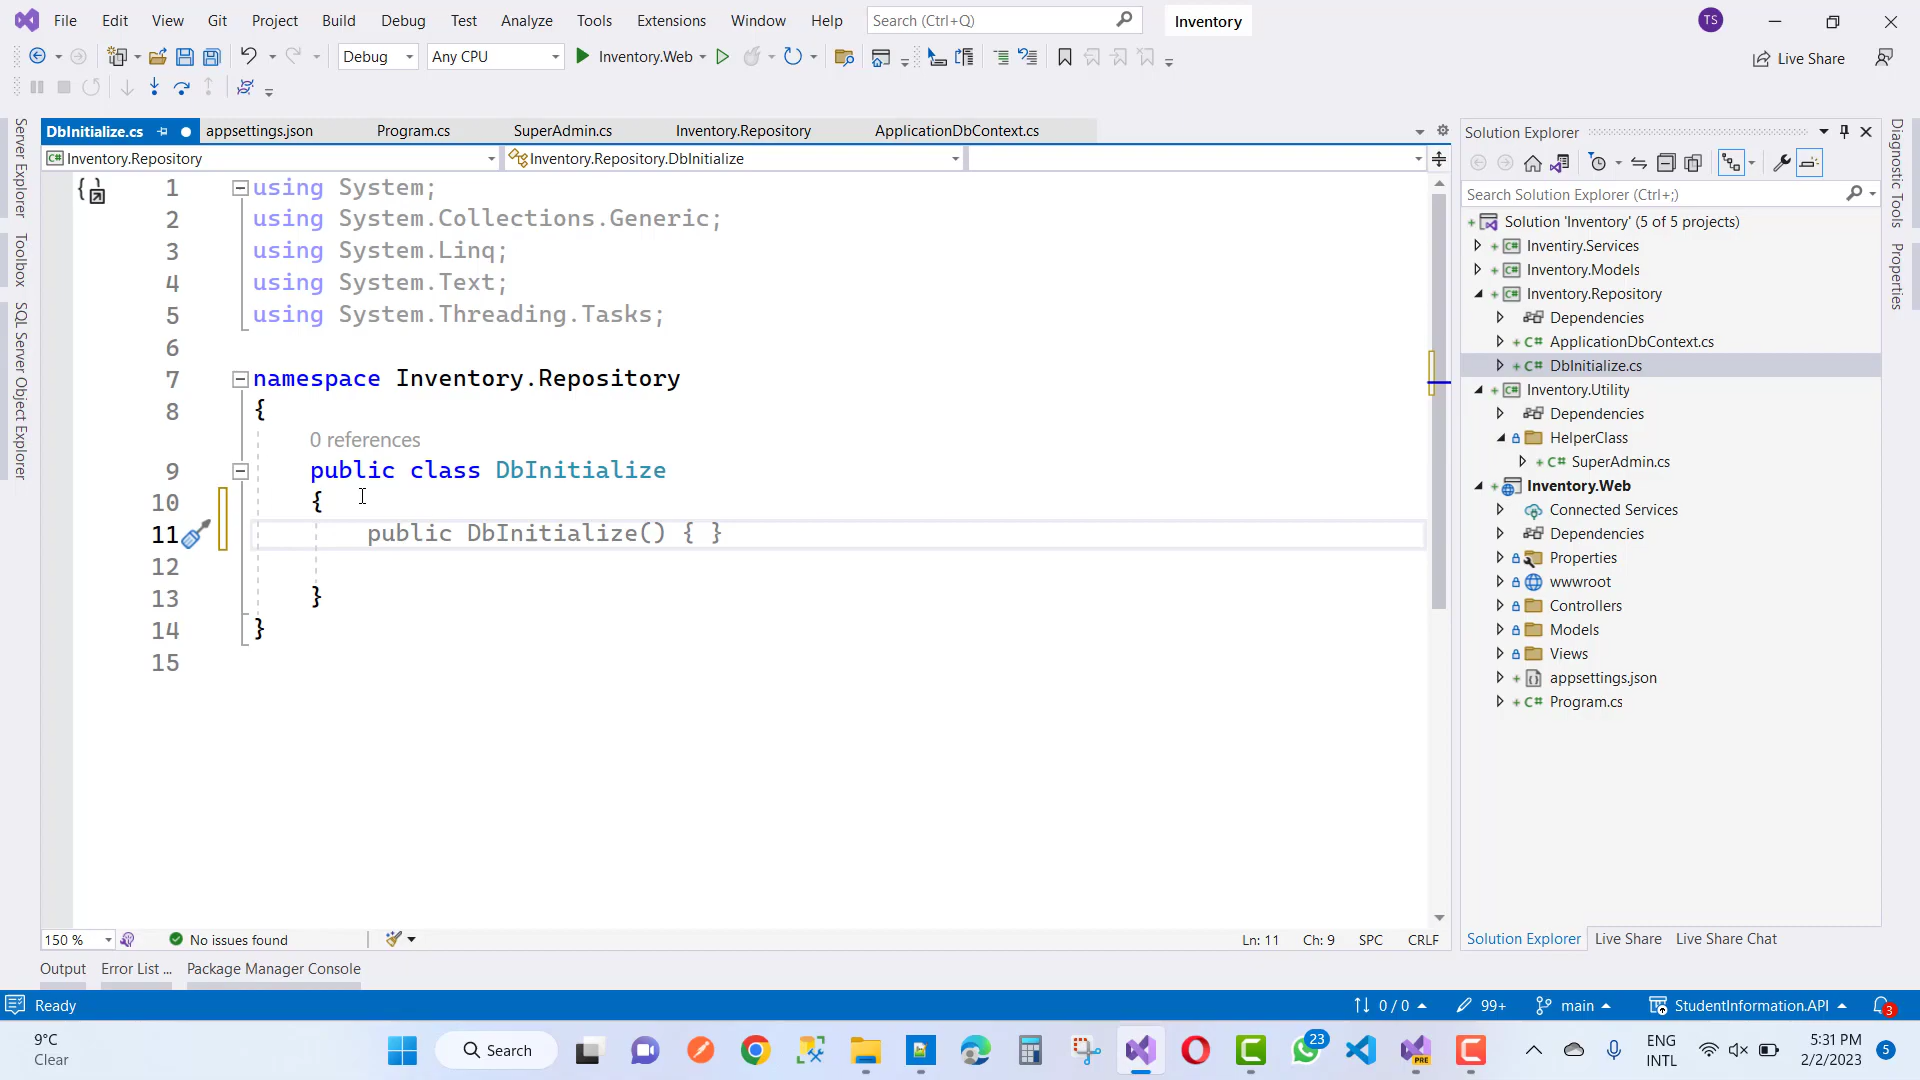 File Edit View Git Project Build Debug Test Analyze Tools Extensions Window Help Search (Ctrl+Q) Inventory TS
Debug Any CPU Inventory.Web Live Share
DbInitialize.cs appsettings.json Program.cs SuperAdmin.cs Inventory.Repository ApplicationDbContext.cs
Inventory.Repository Inventory.Repository.DbInitialize
Server Explorer
Toolbox
SQL Server Object Explorer
1 using System;
2 using System.Collections.Generic;
3 using System.Linq;
4 using System.Text;
5 using System.Threading.Tasks;
6
7 namespace Inventory.Repository
8 {
0 references
9 public class DbInitialize
10 {
11 public DbInitialize() { }
12
13 }
14 }
15
150 % No issues found Ln: 11 Ch: 9 SPC CRLF
Output Error List ... Package Manager Console
Solution Explorer
Search Solution Explorer (Ctrl+;)
Solution 'Inventory' (5 of 5 projects)
C# Inventiry.Services
C# Inventory.Models
C# Inventory.Repository
Dependencies
C# ApplicationDbContext.cs
C# DbInitialize.cs
C# Inventory.Utility
Dependencies
HelperClass
C# SuperAdmin.cs
Inventory.Web
Connected Services
Dependencies
Properties
wwwroot
Controllers
Models
Views
appsettings.json
C# Program.cs
Solution Explorer Live Share Live Share Chat
Diagnostic Tools
Properties
Ready 0 / 0 99+ main StudentInformation.API 3
9°C
Clear
Search
23
PRE
ENG
INTL
5:31 PM
2/2/2023
5